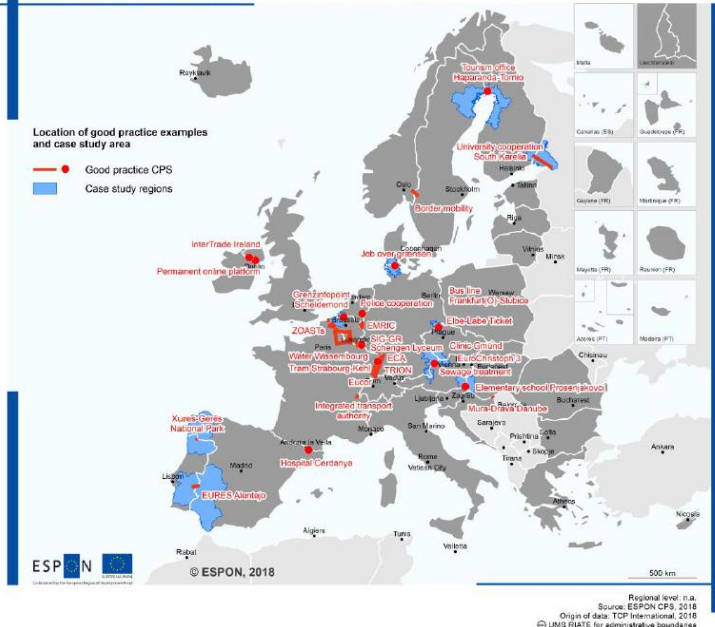 Reykjavik
Malta
Liechtenstein
Tourism office
Haparanda-Tornio
Canarias (ES)
Guadeloupe (FR)
Location of good practice examples
and case study area
Good practice CPS
Case study regions
University cooperation
South Karelia
Helsinki
Oslo
Stockholm
Tallinn
Border mobility
Guyane (FR)
Martinique (FR)
Riga
InterTrade Ireland
Permanent online platform
Job over grænsen
Copenhagen
Vilnius
Minsk
Mayotte (FR)
Reunion (FR)
Grenzinfopoint
Scheldemond
Police cooperation
Berlin
Bus line
Warsaw
Frankfurt(O)-Slubice
ZOASTs
EMRIC
Elbe-Labe Ticket
Prague
Acores (PT)
Madeira (PT)
Paris
SIG-GR
Schengen Lyceum
Clinic Gmünd
Water Wissembourg
ECA
EuroChristoph 3
Tram Strabourg-Kehl
TRION
Sewage treatment
Chisinau
Vaduz
Elementary school Prosenjakovci
Ljubljana
Zagreb
Integrated transport
authority
Mura-Drava Danube
Bucharest
Xures-Gerês
National Park
Monaco
San Marino
Sarajevo
Andorra la Vella
Prishtina
Sofia
Hospital Cerdanya
Rome
Vatican City
Skopje
Tirana
Ankara
Madrid
Lisbon
EURES Alentejo
Athens
Nicosia
Algiers
Tunis
Valletta
Rabat
ESPON
© ESPON, 2018
500 km
Regional level: n.a.
Source: ESPON CPS, 2018
Origin of data: TCP International, 2018
© UMS RIATE for administrative boundaries